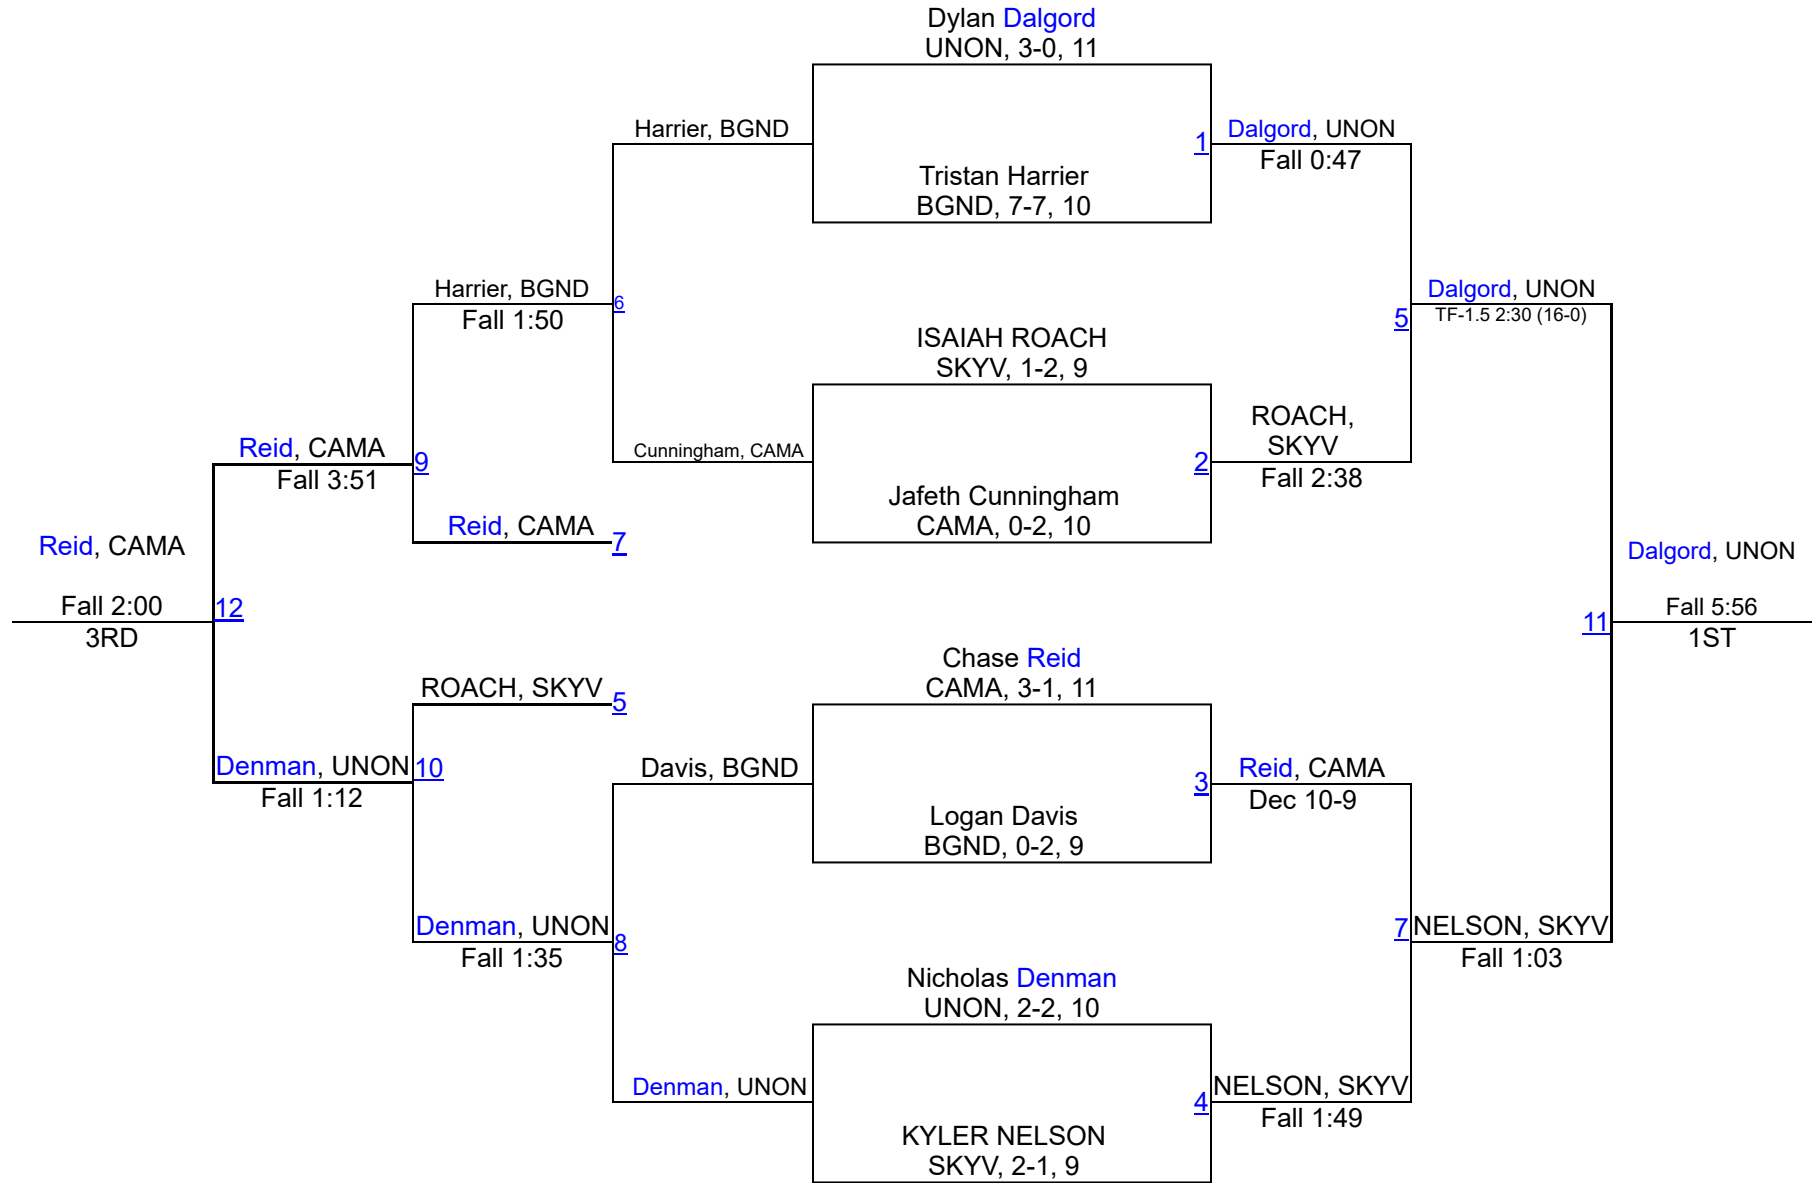 Dylan Dalgord
UNON, 3-0, 11
Harrier, BGND
1
Dalgord, UNON
Fall 0:47
Tristan Harrier
BGND, 7-7, 10
Harrier, BGND
Fall 1:50
6
Dalgord, UNON
TF-1.5 2:30 (16-0)
5
ISAIAH ROACH
SKYV, 1-2, 9
Cunningham, CAMA
2
ROACH,
SKYV
Fall 2:38
Jafeth Cunningham
CAMA, 0-2, 10
Reid, CAMA
Fall 3:51
9
Reid, CAMA
7
Reid, CAMA
Fall 2:00
3RD
12
Dalgord, UNON
Fall 5:56
1ST
11
Chase Reid
CAMA, 3-1, 11
ROACH, SKYV
5
Denman, UNON
Fall 1:12
10
Davis, BGND
3
Reid, CAMA
Dec 10-9
Logan Davis
BGND, 0-2, 9
Denman, UNON
Fall 1:35
8
7
NELSON, SKYV
Fall 1:03
Nicholas Denman
UNON, 2-2, 10
Denman, UNON
4
NELSON, SKYV
Fall 1:49
KYLER NELSON
SKYV, 2-1, 9